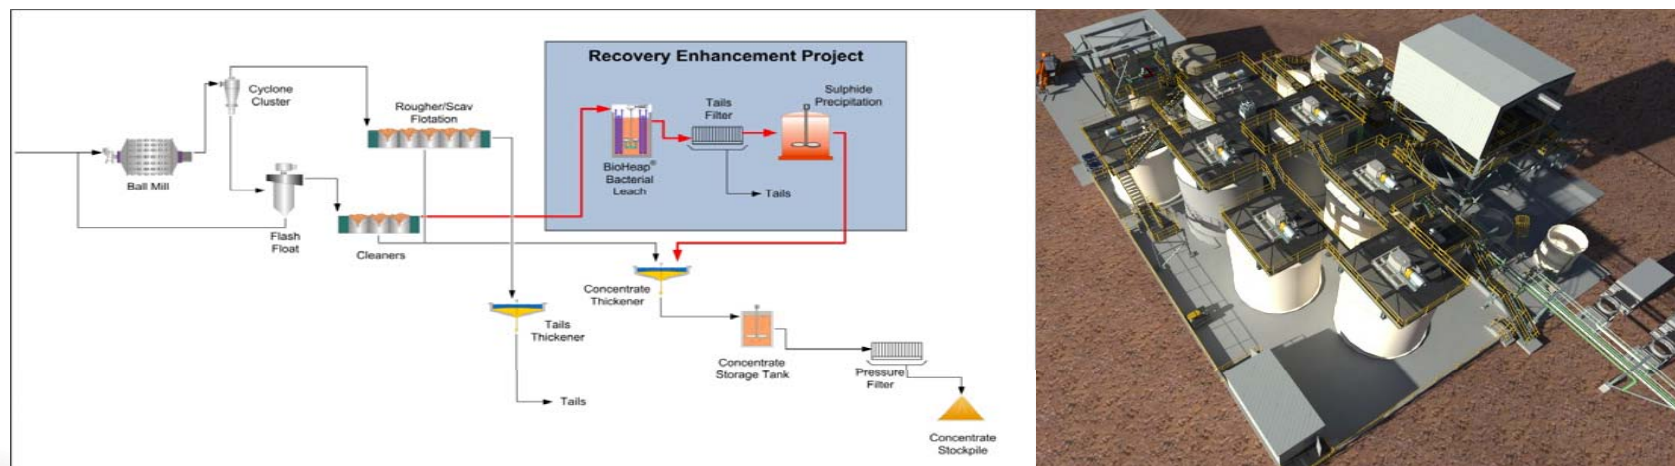 Recovery Enhancement Project
Cyclone
Cluster
Rougher/Scav
Flotation
Tails
Filter
Sulphide
Precipitation
Ball Mill
BioHeap®
Bacterial
Leach
Tails
Flash
Float
Cleaners
Concentrate
Thickener
Tails
Thickener
Concentrate
Storage Tank
Pressure
Filter
Tails
Concentrate
Stockpile